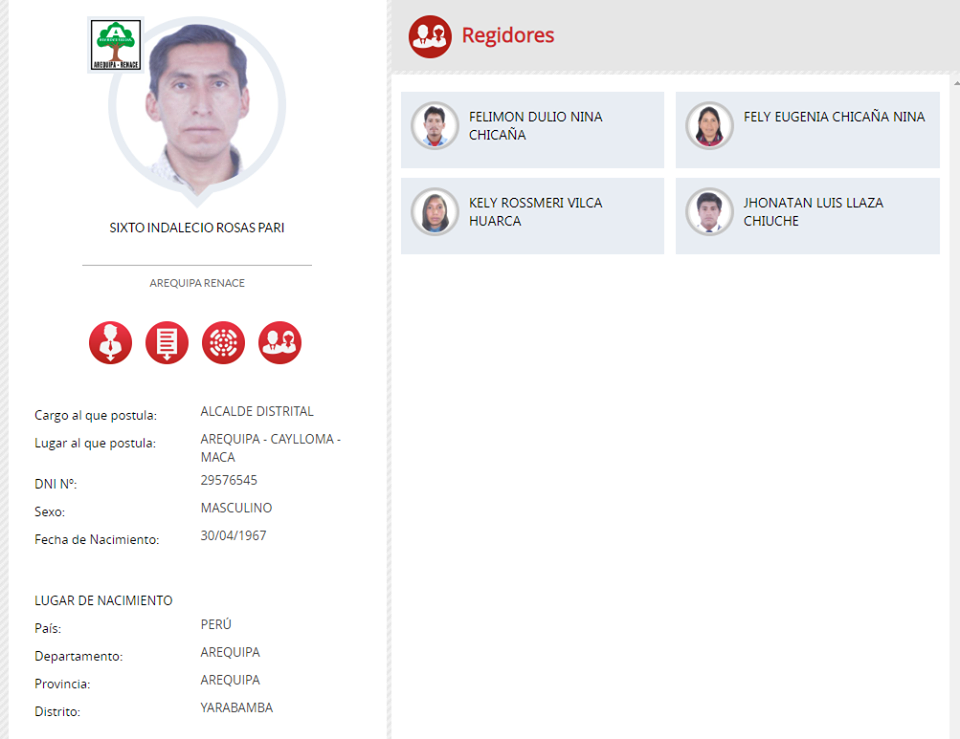 AREQUIPA - RENACE
SIXTO INDALECIO ROSAS PARI
AREQUIPA RENACE
Cargo al que postula: ALCALDE DISTRITAL
Lugar al que postula: AREQUIPA - CAYLLOMA -
MACA
DNI Nº: 29576545
Sexo: MASCULINO
Fecha de Nacimiento: 30/04/1967
LUGAR DE NACIMIENTO
País: PERÚ
Departamento: AREQUIPA
Provincia: AREQUIPA
Distrito: YARABAMBA
Regidores
FELIMON DULIO NINA
CHICAÑA
FELY EUGENIA CHICAÑA NINA
KELY ROSSMERI VILCA
HUARCA
JHONATAN LUIS LLAZA
CHIUCHE